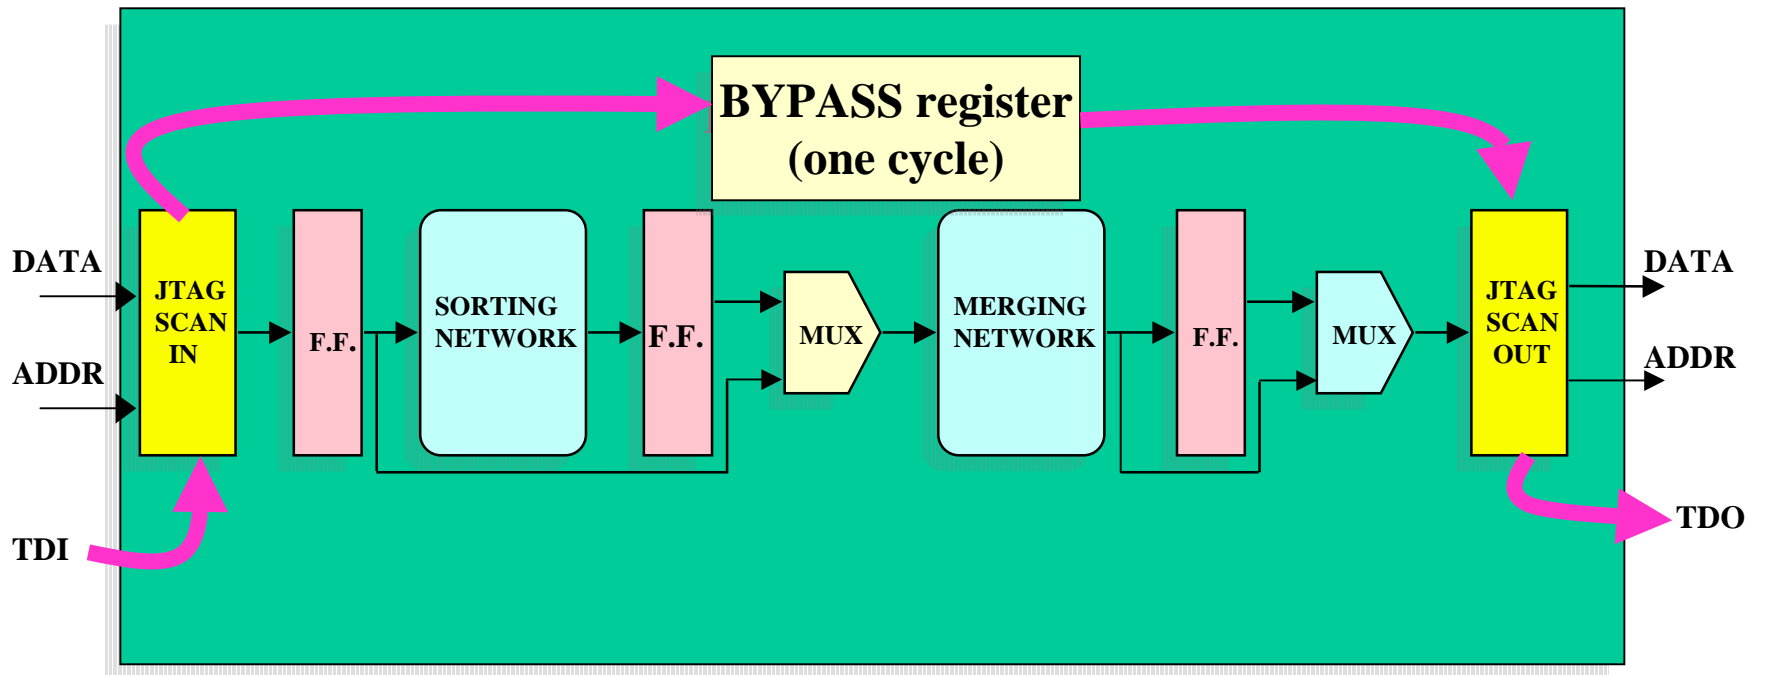 BYPASS register
(one cycle)
DATA
ADDR
TDI
JTAG
SCAN
IN
F.F.
SORTING
NETWORK
F.F.
MUX
MERGING
NETWORK
F.F.
MUX
JTAG
SCAN
OUT
DATA
ADDR
TDO